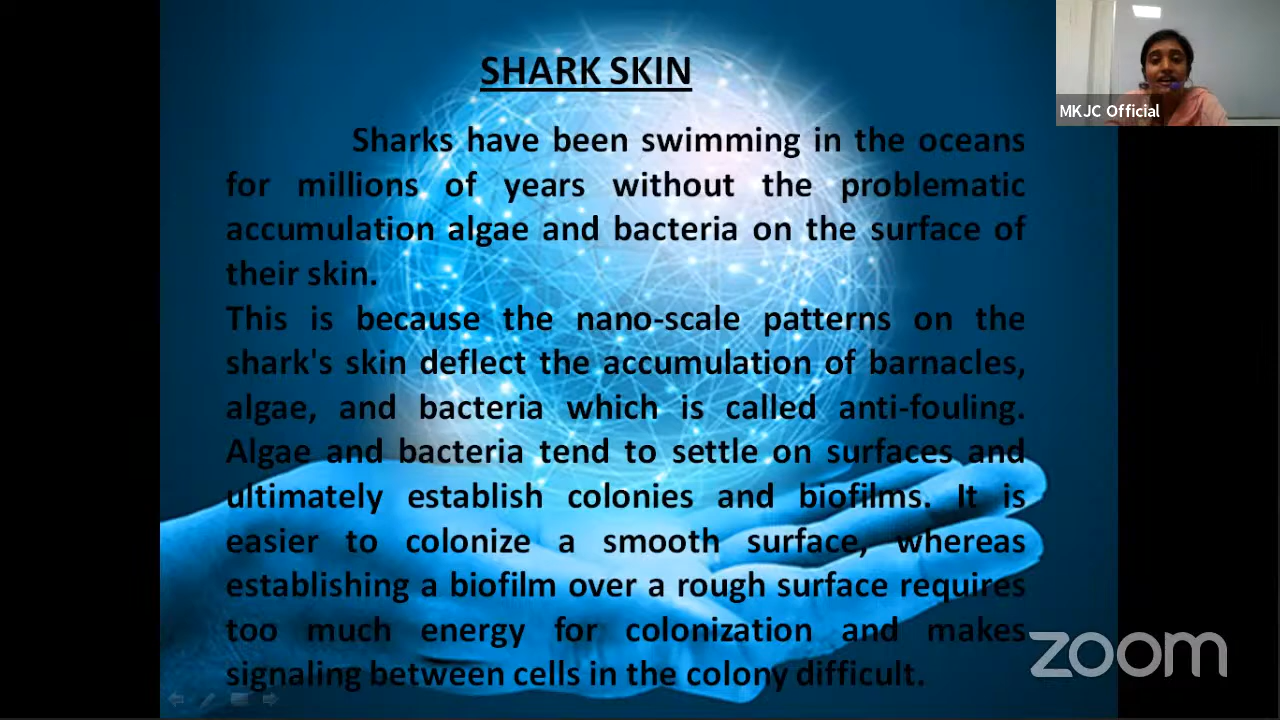 SHARK SKIN
MKJC Official
Sharks have been swimming in the oceans
for millions of years without the problematic
accumulation algae and bacteria on the surface of
their skin.
This is because the nano-scale patterns on the
shark's skin deflect the accumulation of barnacles,
algae, and bacteria which is called anti-fouling.
Algae and bacteria tend to settle on surfaces and
ultimately establish colonies and biofilms. It is
easier to colonize a smooth surface, whereas
establishing a biofilm over a rough surface requires
too much energy for colonization and makes
signaling between cells in the colony difficult.
zoom